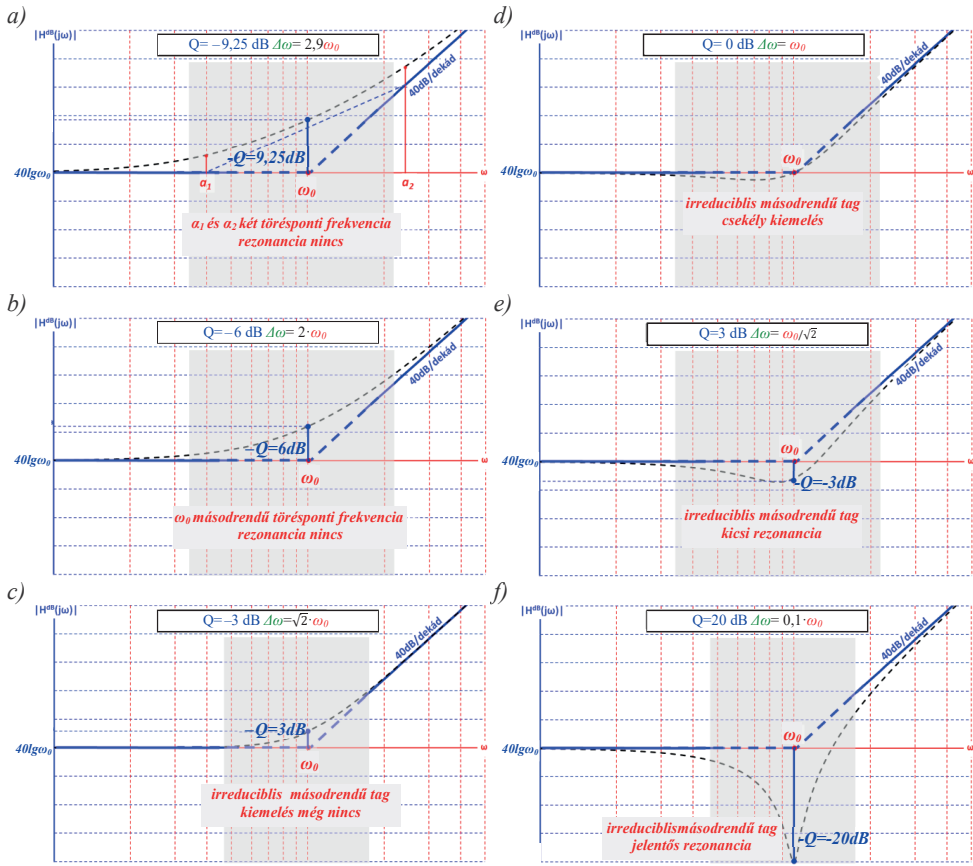 a)
|H^dB(jω)|
Q= −9,25 dB Δω= 2,9ω₀
40dB/dekád
-Q=9,25dB
40lgω₀
α₁
ω₀
α₂
ω
α₁ és α₂ két törésponti frekvencia
rezonancia nincs
b)
|H^dB(jω)|
Q=−6 dB Δω= 2·ω₀
40dB/dekád
−Q=6dB
40lgω₀
ω₀
ω
ω₀ másodrendű törésponti frekvencia
rezonancia nincs
c)
|H^dB(jω)|
Q=−3 dB Δω=√2·ω₀
40dB/dekád
−Q=3dB
40lgω₀
ω₀
ω
irreduciblis másodrendű tag
kiemelés még nincs
d)
|H^dB(jω)|
Q= 0 dB Δω= ω₀
40dB/dekád
40lgω₀
ω₀
ω
irreduciblis másodrendű tag
csekély kiemelés
e)
|H^dB(jω)|
Q=3 dB Δω= ω₀/√2
40dB/dekád
ω₀
40lgω₀
ω
-Q=-3dB
irreduciblis másodrendű tag
kicsi rezonancia
f)
|H^dB(jω)|
Q=20 dB Δω= 0,1·ω₀
40dB/dekád
ω₀
40lgω₀
ω
irreduciblismásodrendű tag
jelentős rezonancia
-Q=-20dB